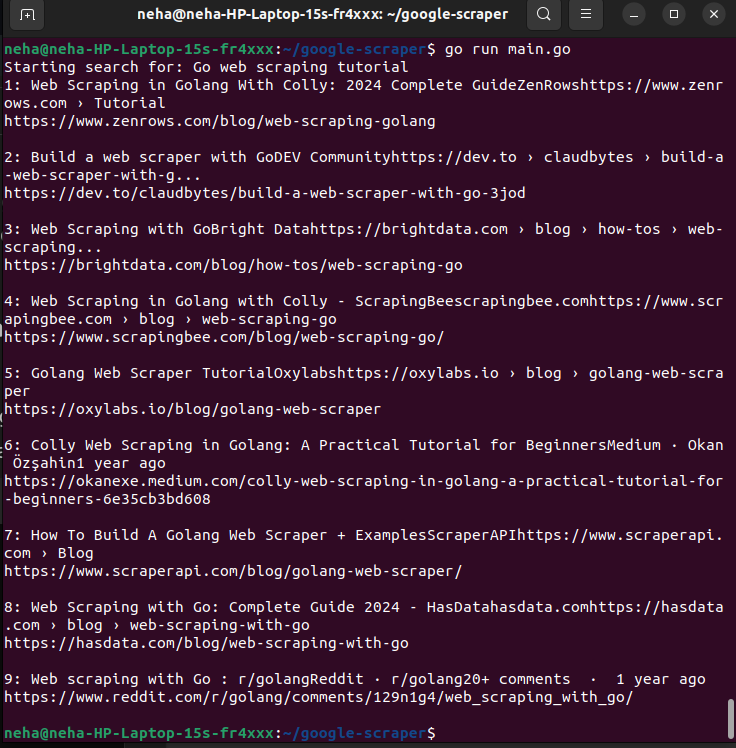 neha@neha-HP-Laptop-15s-fr4xxx: ~/google-scraper
neha@neha-HP-Laptop-15s-fr4xxx:~/google-scraper$ go run main.go
Starting search for: Go web scraping tutorial
1: Web Scraping in Golang With Colly: 2024 Complete GuideZenRowshttps://www.zenr
ows.com › Tutorial
https://www.zenrows.com/blog/web-scraping-golang
2: Build a web scraper with GoDEV Communityhttps://dev.to › claudbytes › build-a
-web-scraper-with-g...
https://dev.to/claudbytes/build-a-web-scraper-with-go-3jod
3: Web Scraping with GoBright Datahttps://brightdata.com › blog › how-tos › web-
scraping...
https://brightdata.com/blog/how-tos/web-scraping-go
4: Web Scraping in Golang with Colly - ScrapingBeescrapingbee.comhttps://www.scr
apingbee.com › blog › web-scraping-go
https://www.scrapingbee.com/blog/web-scraping-go/
5: Golang Web Scraper TutorialOxylabshttps://oxylabs.io › blog › golang-web-scra
per
https://oxylabs.io/blog/golang-web-scraper
6: Colly Web Scraping in Golang: A Practical Tutorial for BeginnersMedium · Okan
Özşahin1 year ago
https://okanexe.medium.com/colly-web-scraping-in-golang-a-practical-tutorial-for
-beginners-6e35cb3bd608
7: How To Build A Golang Web Scraper + ExamplesScraperAPIhttps://www.scraperapi.
com › Blog
https://www.scraperapi.com/blog/golang-web-scraper/
8: Web Scraping with Go: Complete Guide 2024 - HasDatahasdata.comhttps://hasdata
.com › blog › web-scraping-with-go
https://hasdata.com/blog/web-scraping-with-go
9: Web scraping with Go : r/golangReddit · r/golang20+ comments  ·  1 year ago
https://www.reddit.com/r/golang/comments/129n1g4/web_scraping_with_go/
neha@neha-HP-Laptop-15s-fr4xxx:~/google-scraper$